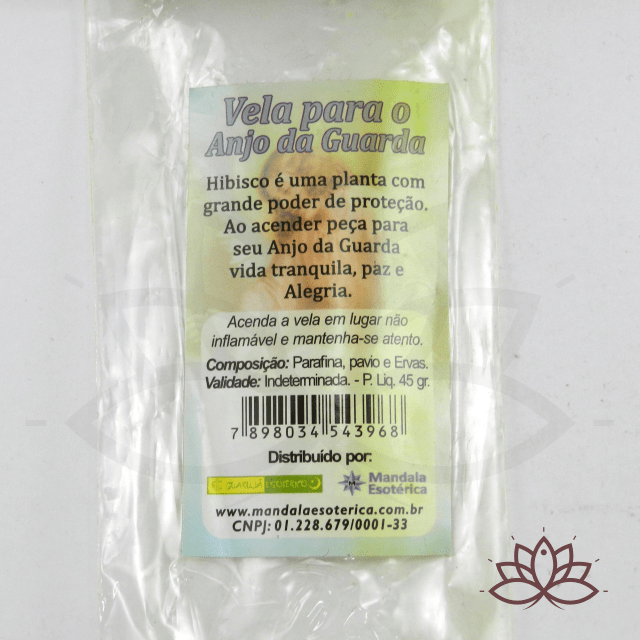 Vela para o
Anjo da Guarda
Hibisco é uma planta com
grande poder de proteção.
Ao acender peça para
seu Anjo da Guarda
vida tranquila, paz e
Alegria.
Acenda a vela em lugar não
inflamável e mantenha-se atento.
Composição: Parafina, pavio e Ervas.
Validade: Indeterminada. - P. Liq. 45 gr.
7 898034 543968
Distribuído por:
Mandala
Esotérica
www.mandalaesoterica.com.br
CNPJ: 01.228.679/0001-33